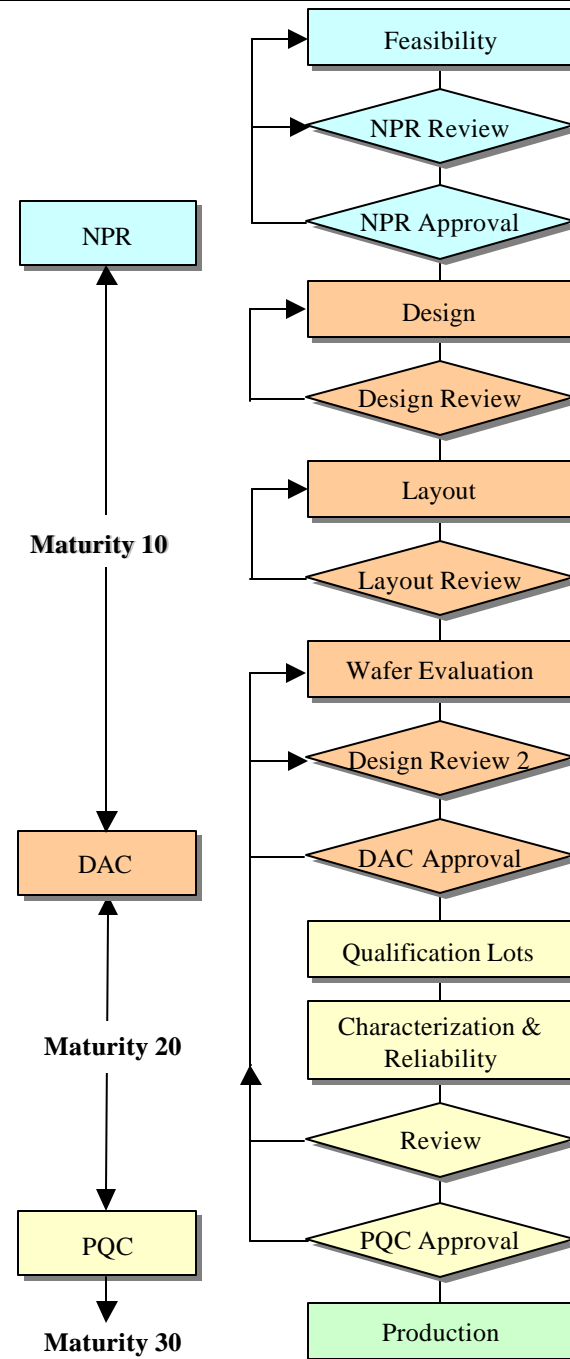 Feasibility
NPR Review
NPR Approval
NPR
Design
Design Review
Layout
Maturity 10
Layout Review
Wafer Evaluation
Design Review 2
DAC
DAC Approval
Qualification Lots
Characterization &
Reliability
Maturity 20
Review
PQC
PQC Approval
Production
Maturity 30